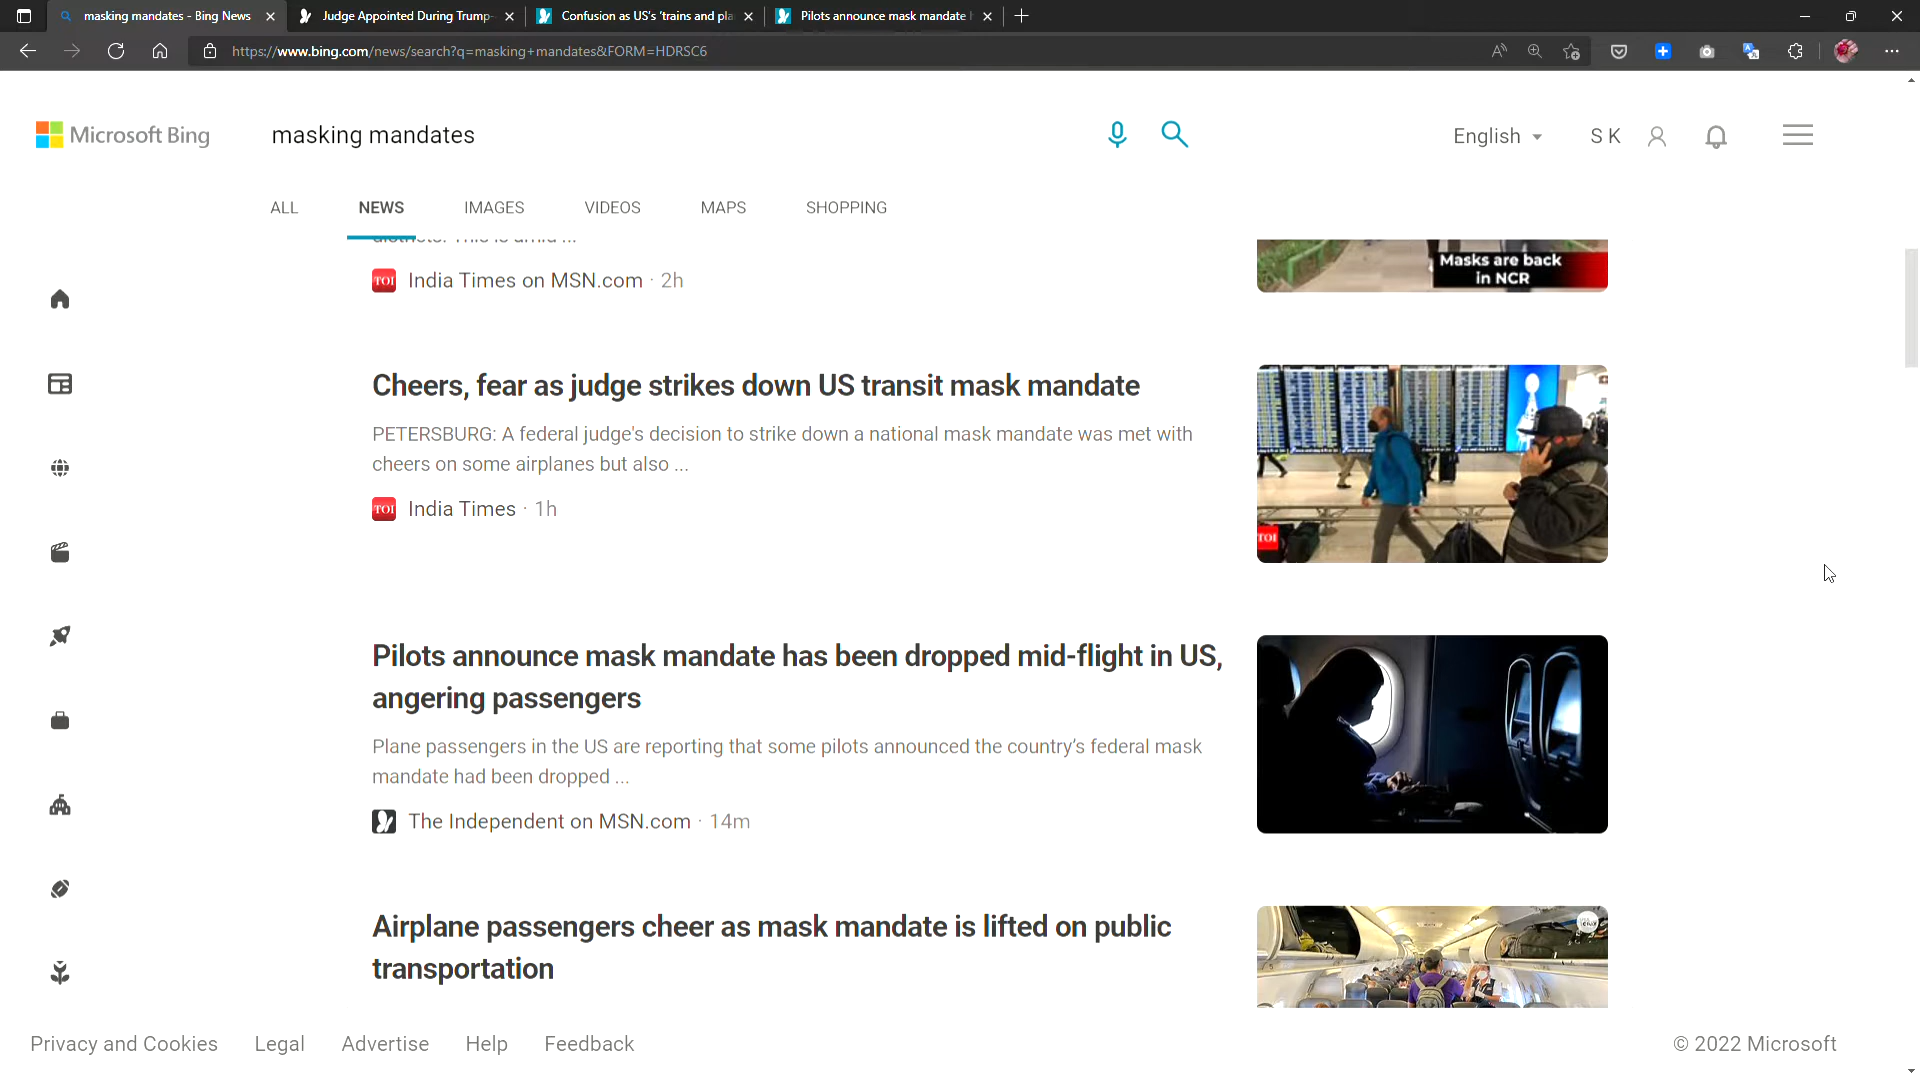 masking mandates - Bing News
Judge Appointed During Trump-
Confusion as US's 'trains and pla
Pilots announce mask mandate
https://www.bing.com/news/search?q=masking+mandates&FORM=HDRSC6
Microsoft Bing
masking mandates
English
S K
ALL
NEWS
IMAGES
VIDEOS
MAPS
SHOPPING
TOI India Times on MSN.com · 2h
Masks are back
in NCR
Cheers, fear as judge strikes down US transit mask mandate
PETERSBURG: A federal judge's decision to strike down a national mask mandate was met with
cheers on some airplanes but also ...
TOI India Times · 1h
TOI
Pilots announce mask mandate has been dropped mid-flight in US,
angering passengers
Plane passengers in the US are reporting that some pilots announced the country's federal mask
mandate had been dropped ...
The Independent on MSN.com · 14m
Airplane passengers cheer as mask mandate is lifted on public
transportation
Privacy and Cookies
Legal
Advertise
Help
Feedback
© 2022 Microsoft